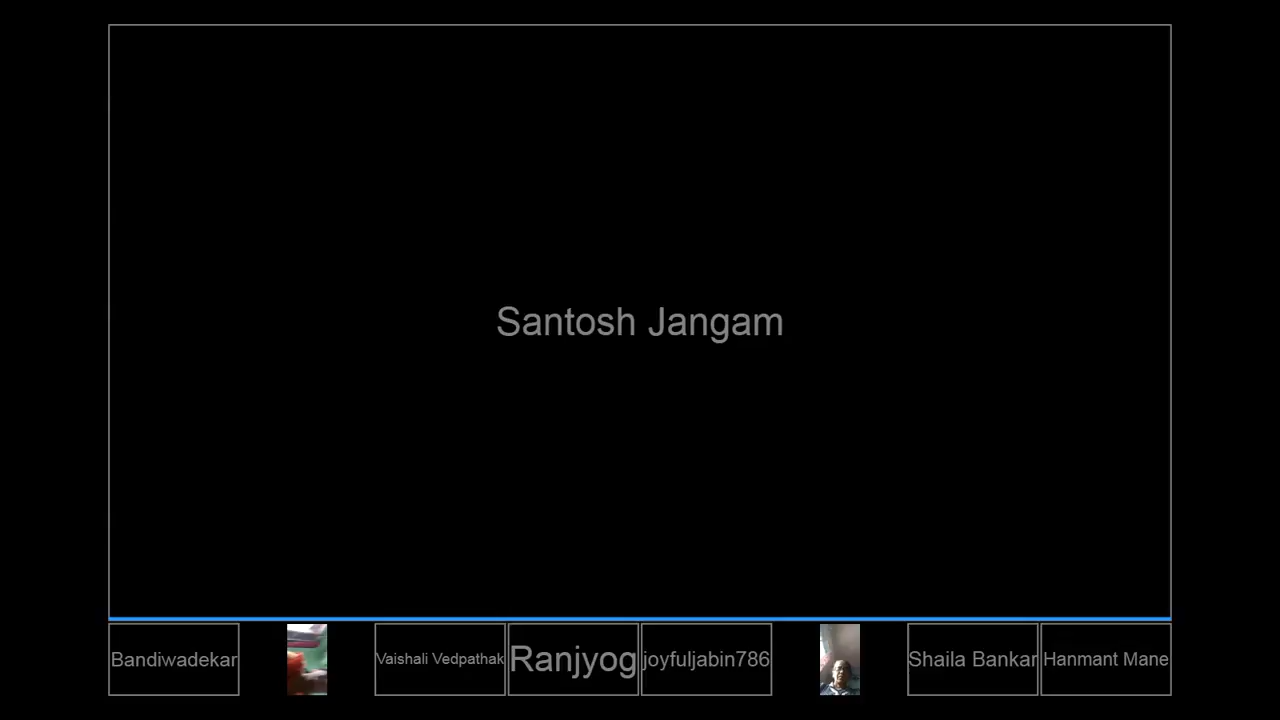 Santosh Jangam
Bandiwadekar
Vaishali Vedpathak
Ranjyog
joyfuljabin786
Shaila Bankar
Hanmant Mane